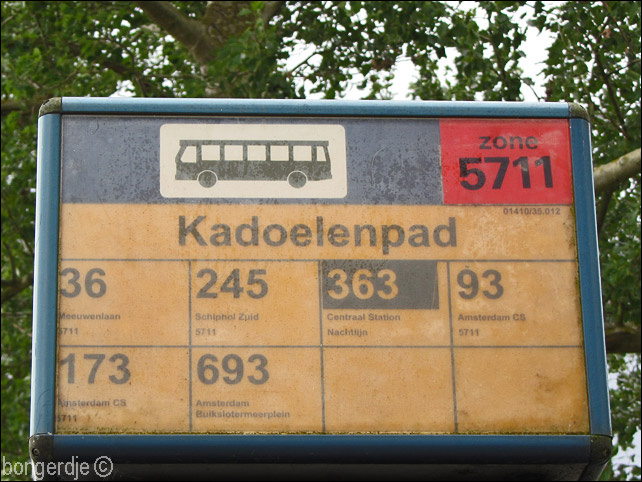 zone
5711
01410/35.012
Kadoelenpad
36
Meeuwenlaan
5711
245
Schiphol Zuid
5711
363
Centraal Station
Nachtlijn
93
Amsterdam CS
5711
173
Amsterdam CS
5711
693
Amsterdam
Buikslotermeerplein
bongerdje©